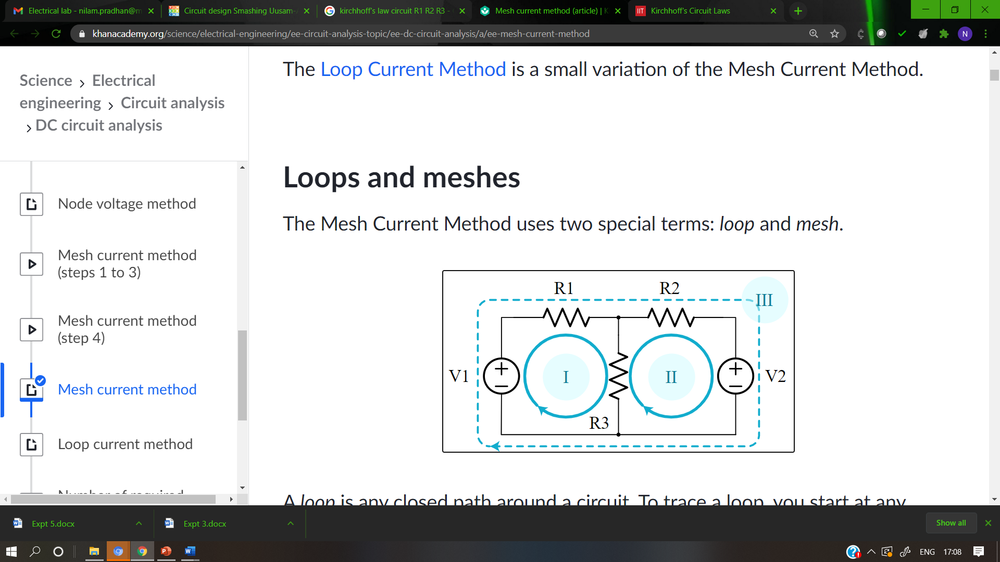 Electrical lab - nilam.pradhan@m
Circuit design Smashing Uusam-
kirchhoff's law circuit R1 R2 R3 -
Mesh current method (article) | K
Kirchhoff's Circuit Laws
khanacademy.org/science/electrical-engineering/ee-circuit-analysis-topic/ee-dc-circuit-analysis/a/ee-mesh-current-method
N
Science › Electrical
engineering › Circuit analysis
› DC circuit analysis
Node voltage method
Mesh current method
(steps 1 to 3)
Mesh current method
(step 4)
Mesh current method
Loop current method
Number of required
The Loop Current Method is a small variation of the Mesh Current Method.
Loops and meshes
The Mesh Current Method uses two special terms: loop and mesh.
R1
R2
III
V1
I
II
V2
R3
A loop is any closed path around a circuit. To trace a loop, you start at any
Expt 5.docx
Expt 3.docx
Show all
ENG
17:08